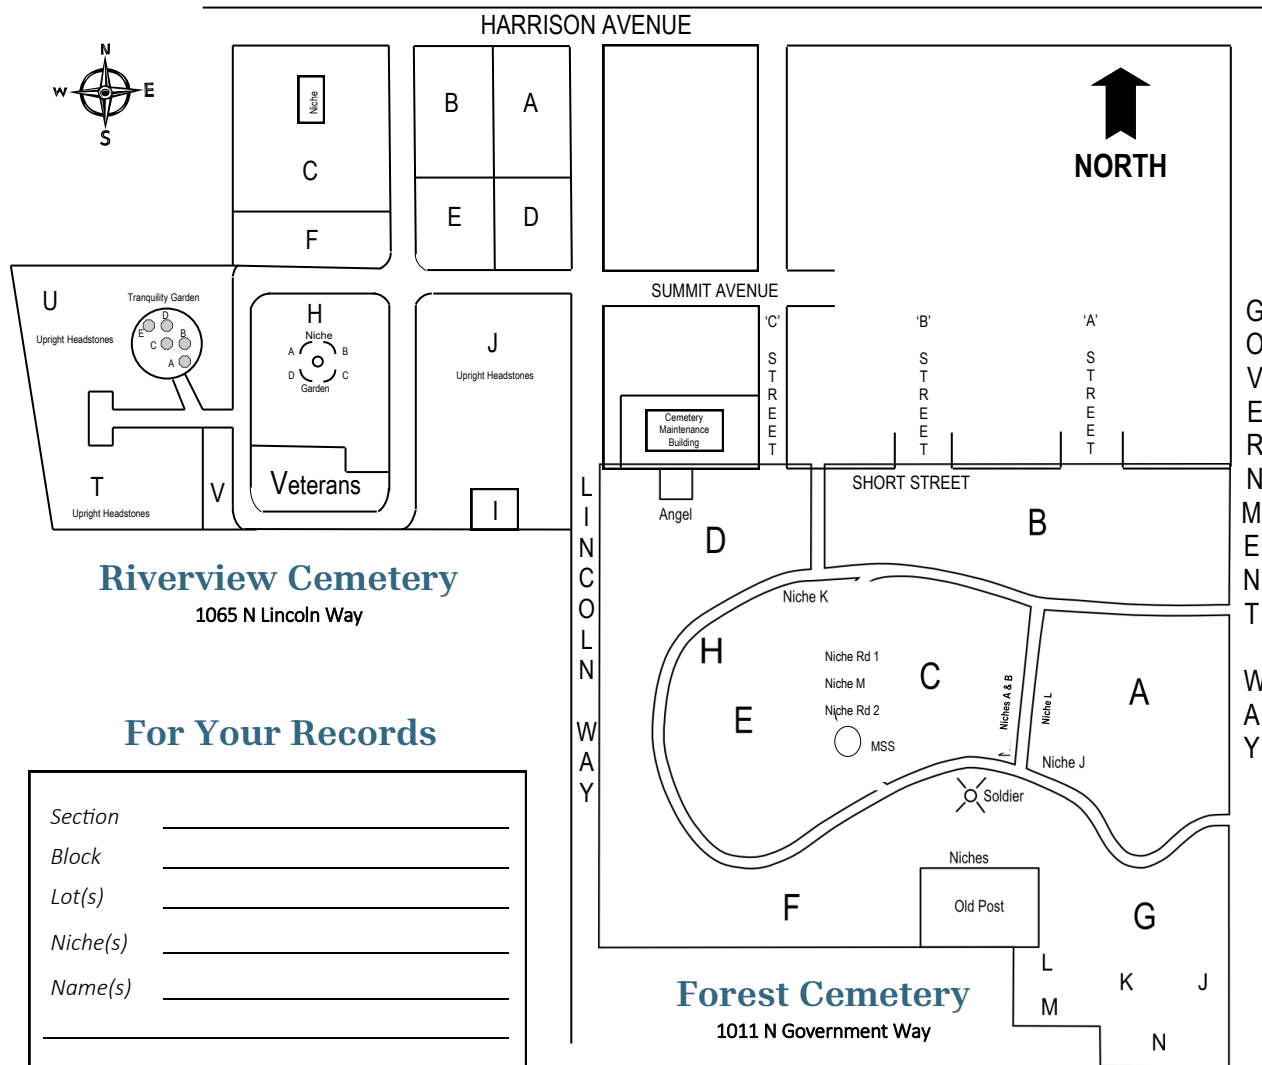 HARRISON AVENUE
N
W
E
S
Niche
B
A
C
E
D
F
NORTH
SUMMIT AVENUE
U
Tranquility Garden
Upright Headstones
D
E
B
C
A
H
Niche
A
B
D
C
Garden
J
Upright Headstones
'C' STREET
'B' STREET
'A' STREET
GOVERNMENT WAY
Cemetery
Maintenance
Building
T
Upright Headstones
V
Veterans
I
LINCOLN WAY
SHORT STREET
Angel
D
B
Riverview Cemetery
1065 N Lincoln Way
Niche K
H
Niche Rd 1
Niche M
Niche Rd 2
C
Niches A & B
Niche L
A
E
MSS
Niche J
Soldier
Niches
Old Post
F
G
L
K
J
M
N
Forest Cemetery
1011 N Government Way
For Your Records
Section
Block
Lot(s)
Niche(s)
Name(s)